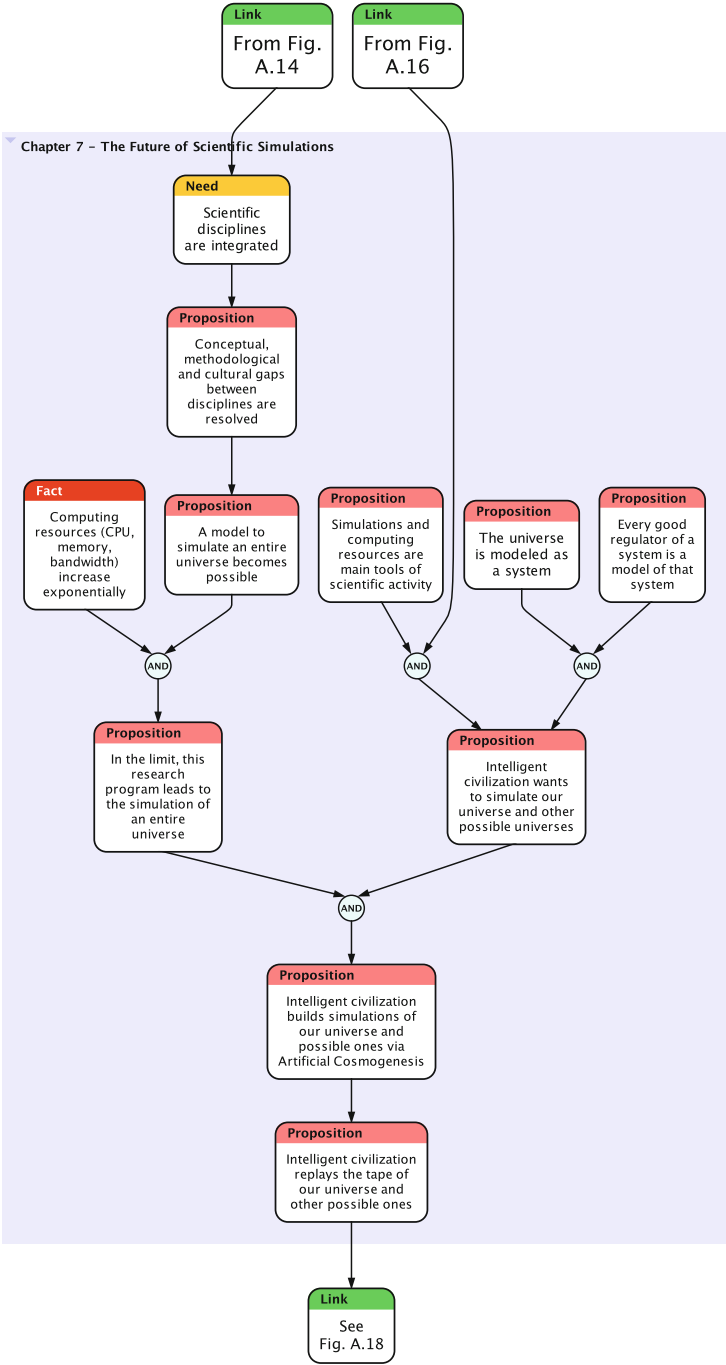 Link
From Fig.
A.14
Link
From Fig.
A.16
Chapter 7 – The Future of Scientific Simulations
Need
Scientific
disciplines
are integrated
Proposition
Conceptual,
methodological
and cultural gaps
between
disciplines are
resolved
Fact
Computing
resources (CPU,
memory,
bandwidth)
increase
exponentially
Proposition
A model to
simulate an entire
universe becomes
possible
Proposition
Simulations and
computing
resources are
main tools of
scientific activity
Proposition
The universe
is modeled as
a system
Proposition
Every good
regulator of a
system is a
model of that
system
AND
AND
AND
Proposition
In the limit, this
research
program leads to
the simulation of
an entire
universe
Proposition
Intelligent
civilization wants
to simulate our
universe and other
possible universes
AND
Proposition
Intelligent civilization
builds simulations of
our universe and
possible ones via
Artificial Cosmogenesis
Proposition
Intelligent civilization
replays the tape of
our universe and
other possible ones
Link
See
Fig. A.18